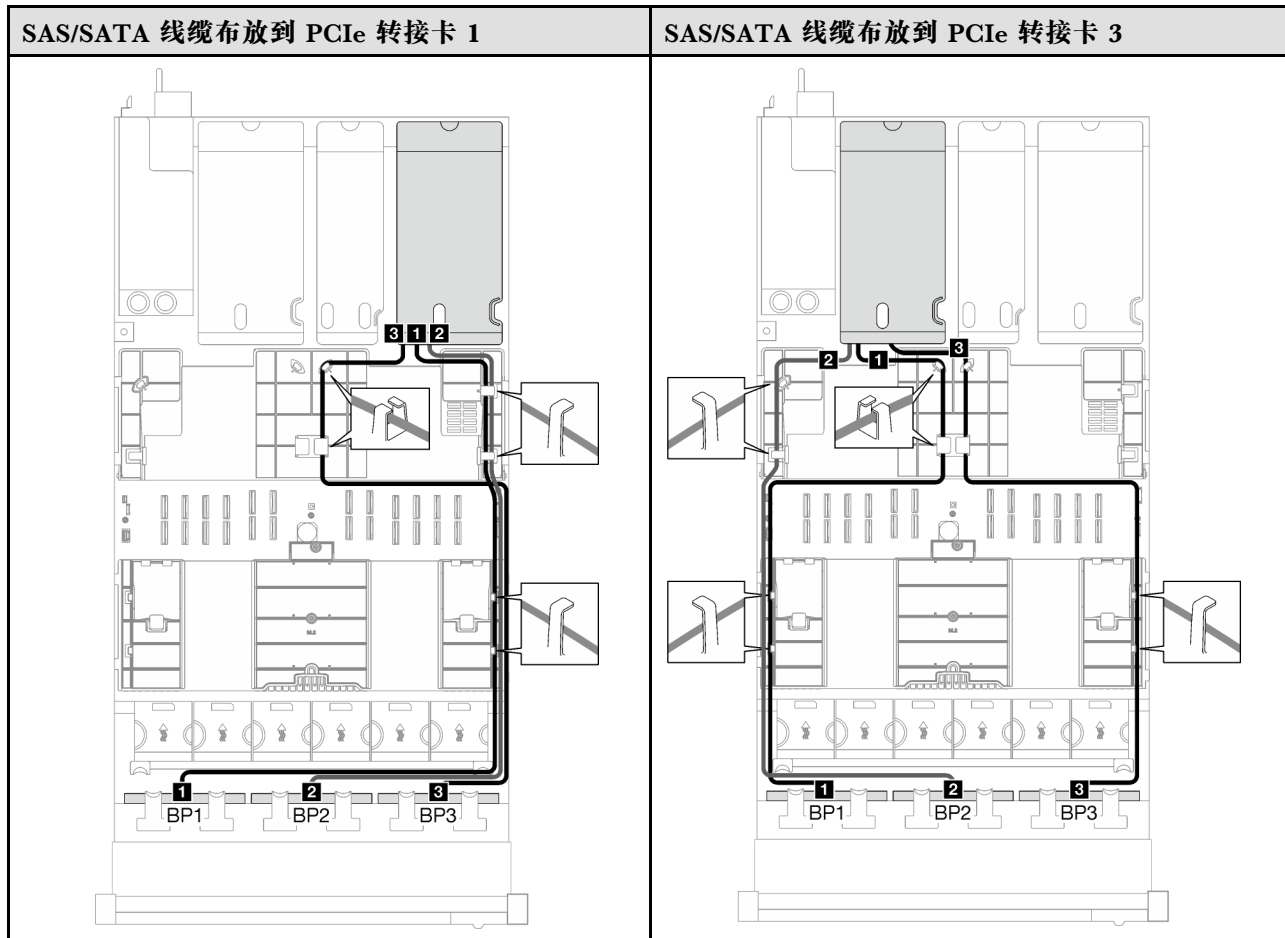 SAS/SATA 线缆布放到 PCIe 转接卡 1
SAS/SATA 线缆布放到 PCIe 转接卡 3
3 1 2
2 1 3
1 2 3
BP1 BP2 BP3
1 2 3
BP1 BP2 BP3